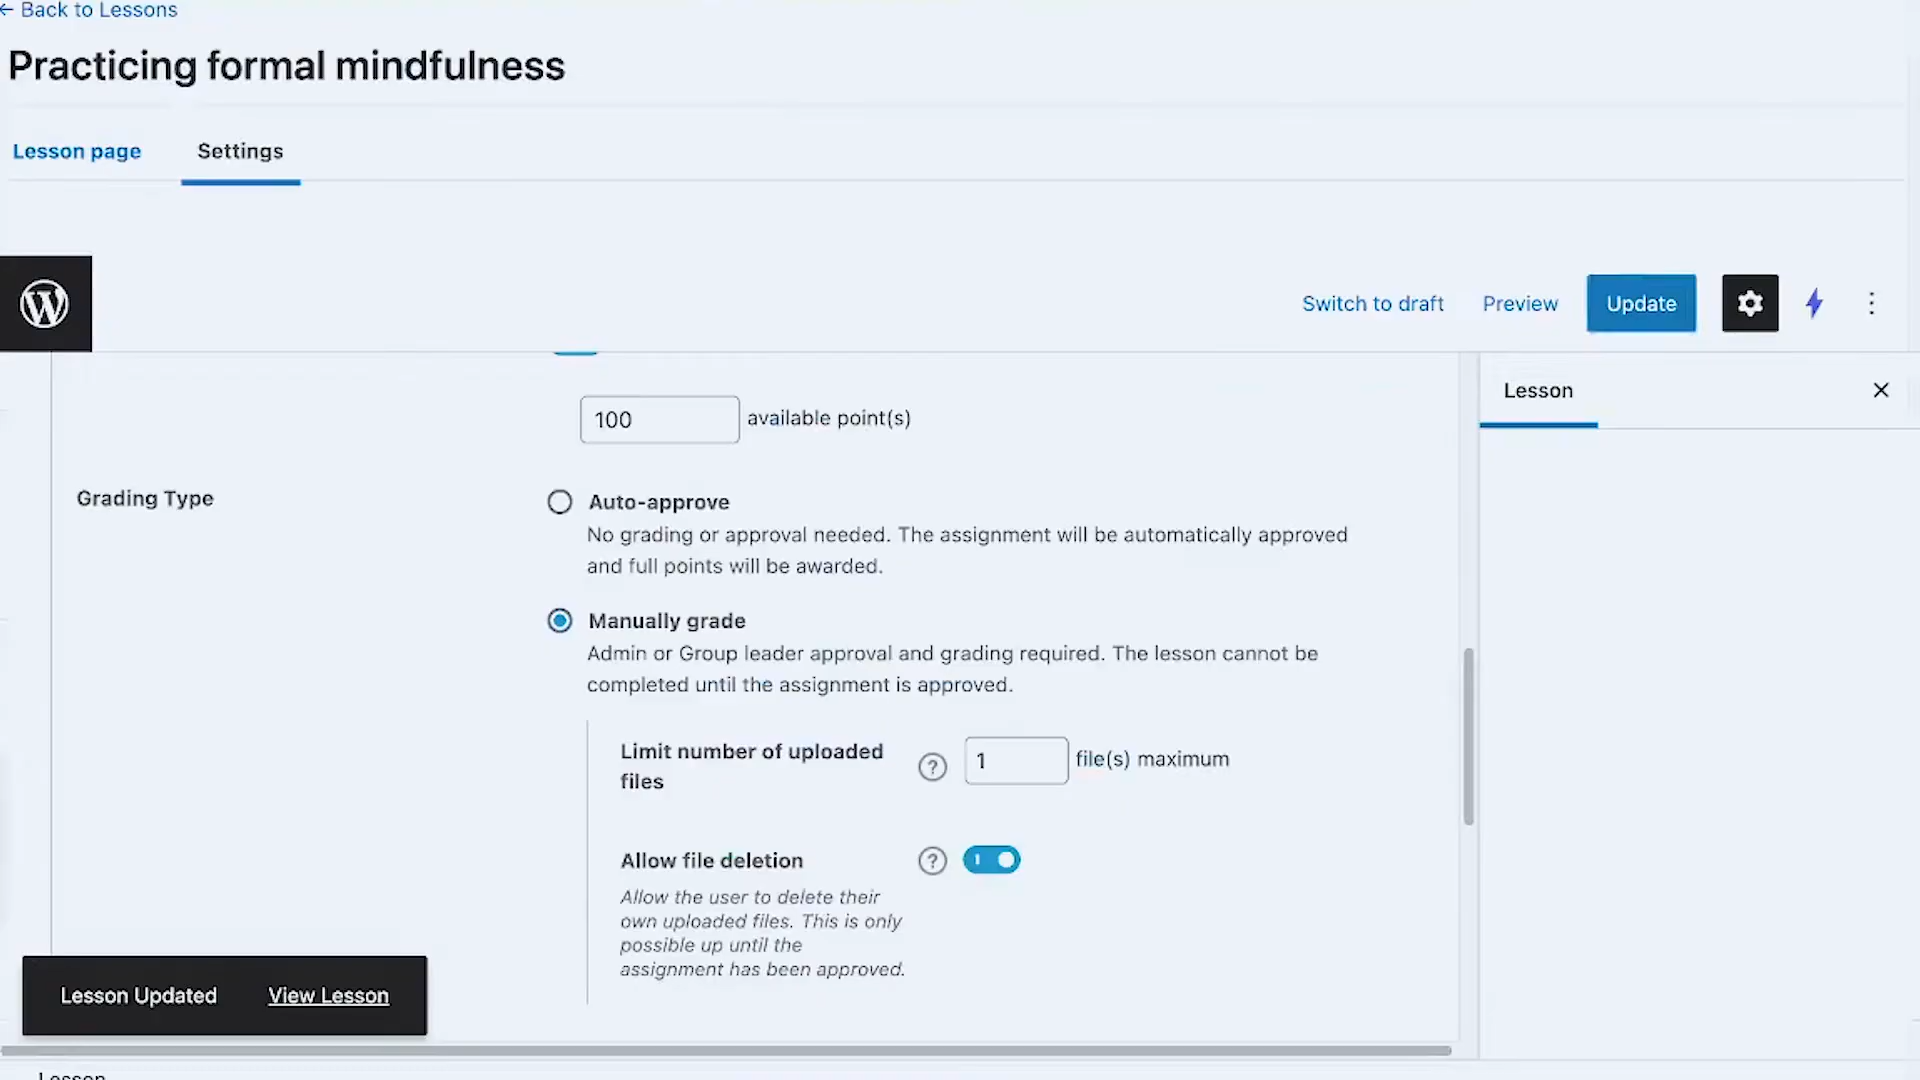 ← Back to Lessons
Practicing formal mindfulness
Lesson page
Settings
Switch to draft
Preview
Update
Lesson
100
available point(s)
Grading Type
Auto-approve
No grading or approval needed. The assignment will be automatically approved
and full points will be awarded.
Manually grade
Admin or Group leader approval and grading required. The lesson cannot be
completed until the assignment is approved.
Limit number of uploaded
files
?
1
file(s) maximum
Allow file deletion
?
Allow the user to delete their
own uploaded files. This is only
possible up until the
assignment has been approved.
Lesson Updated
View Lesson
Lesson